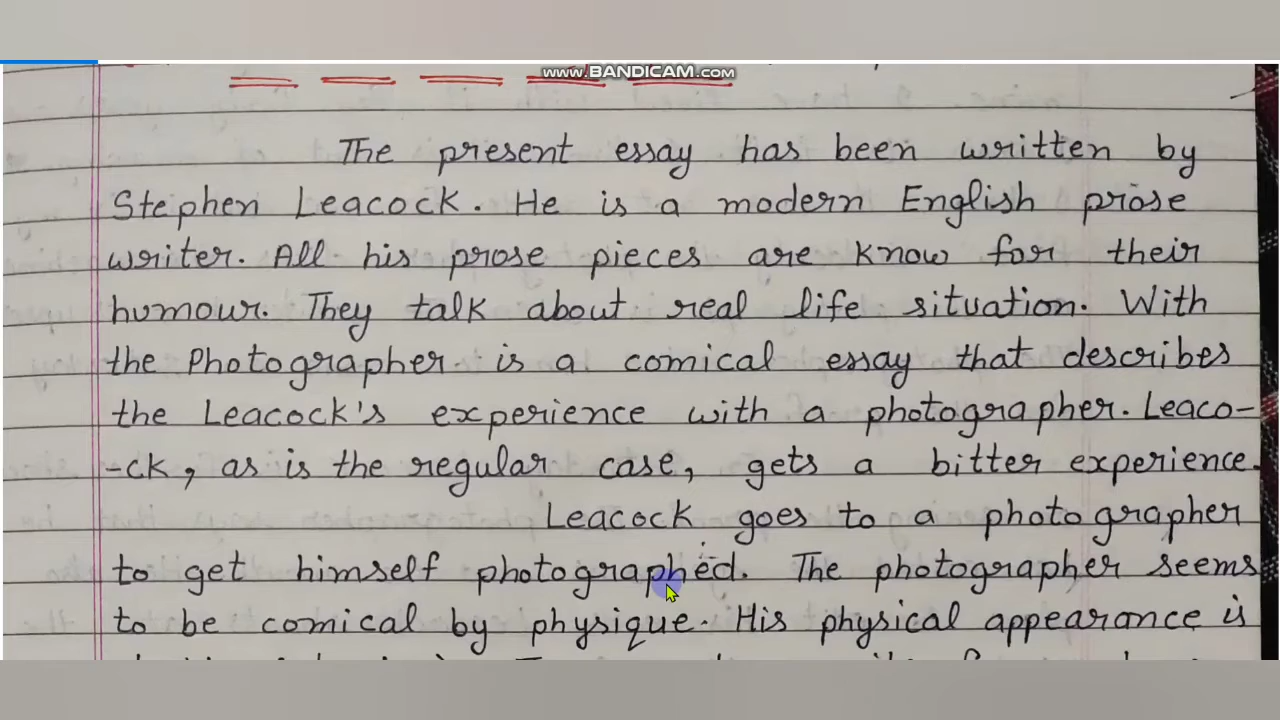 www.BANDICAM.com
The present essay has been written by
Stephen Leacock. He is a modern English prose
writer. All his prose pieces are know for their
humour. They talk about real life situation. With
the Photographer is a comical essay that describes
the Leacock's experience with a photographer. Leaco-
-ck, as is the regular case, gets a bitter experience.
Leacock goes to a photographer
to get himself photographed. The photographer seems
to be comical by physique. His physical appearance is